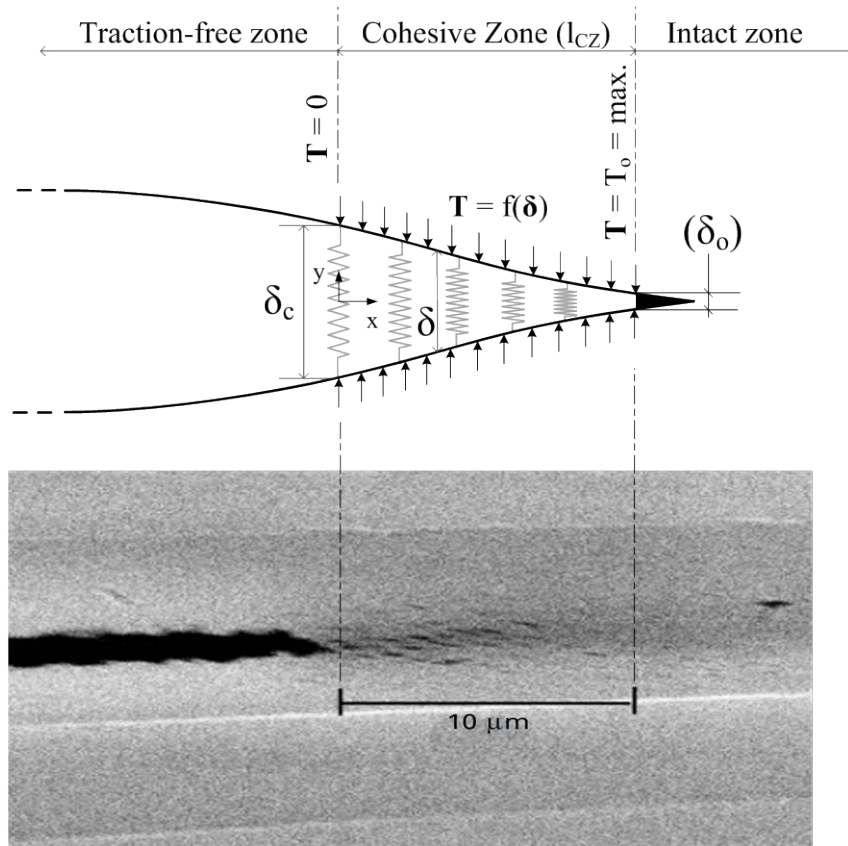 Traction-free zone Cohesive Zone (l_CZ) Intact zone
T = 0
T = T_o = max.
T = f(δ)
(δ_o)
δ_c
y
x
δ
10 μm